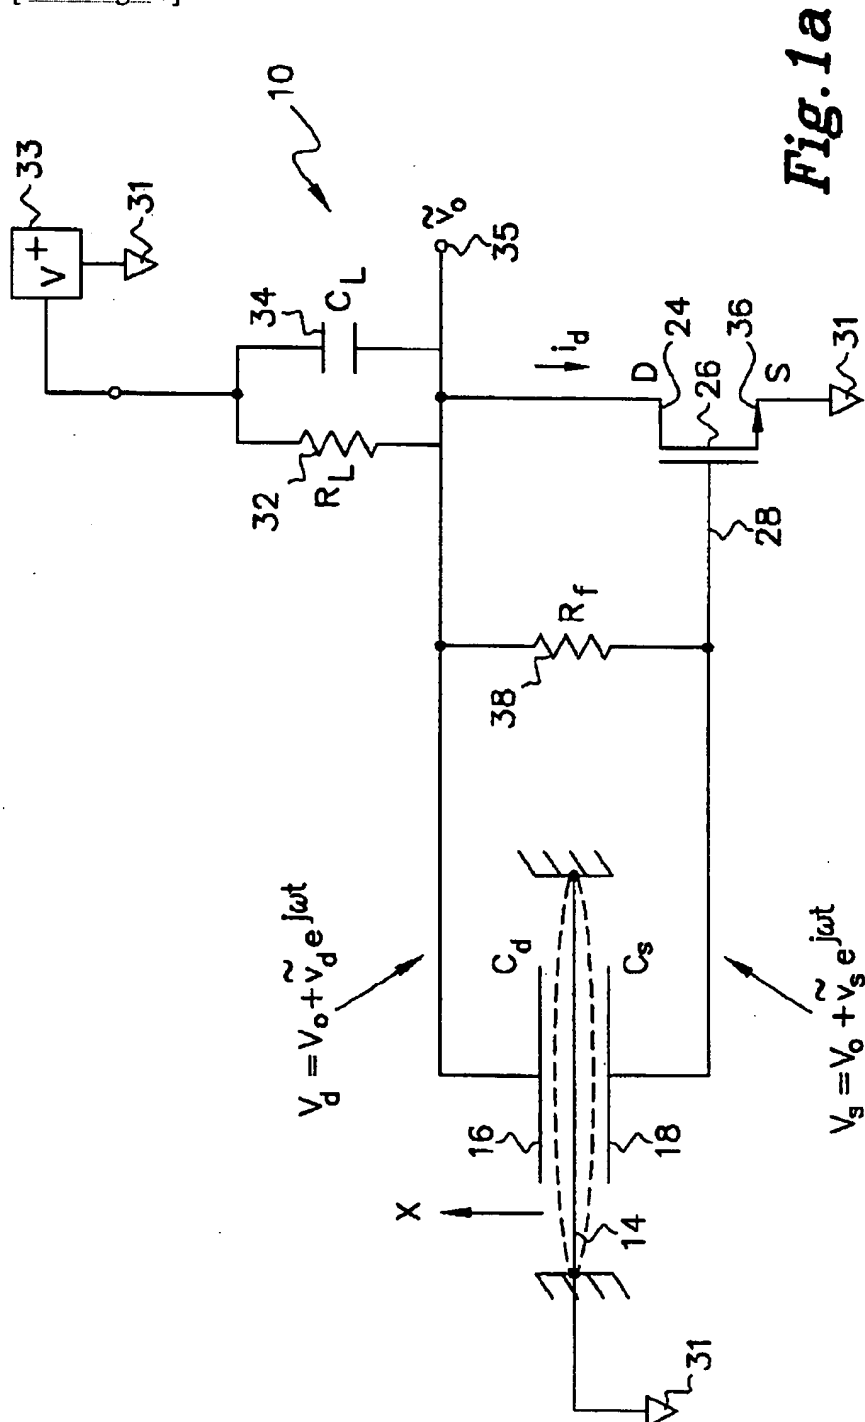 V+
33
31
10
34
C_L
32
R_L
ṽ_o
35
i_d
D
24
26
36
S
31
28
38
R_f
V_d = V_o + ṽ_d e^{jωt}
C_d
C_s
16
18
X
14
31
V_s = V_o + ṽ_s e^{jωt}
Fig.1a